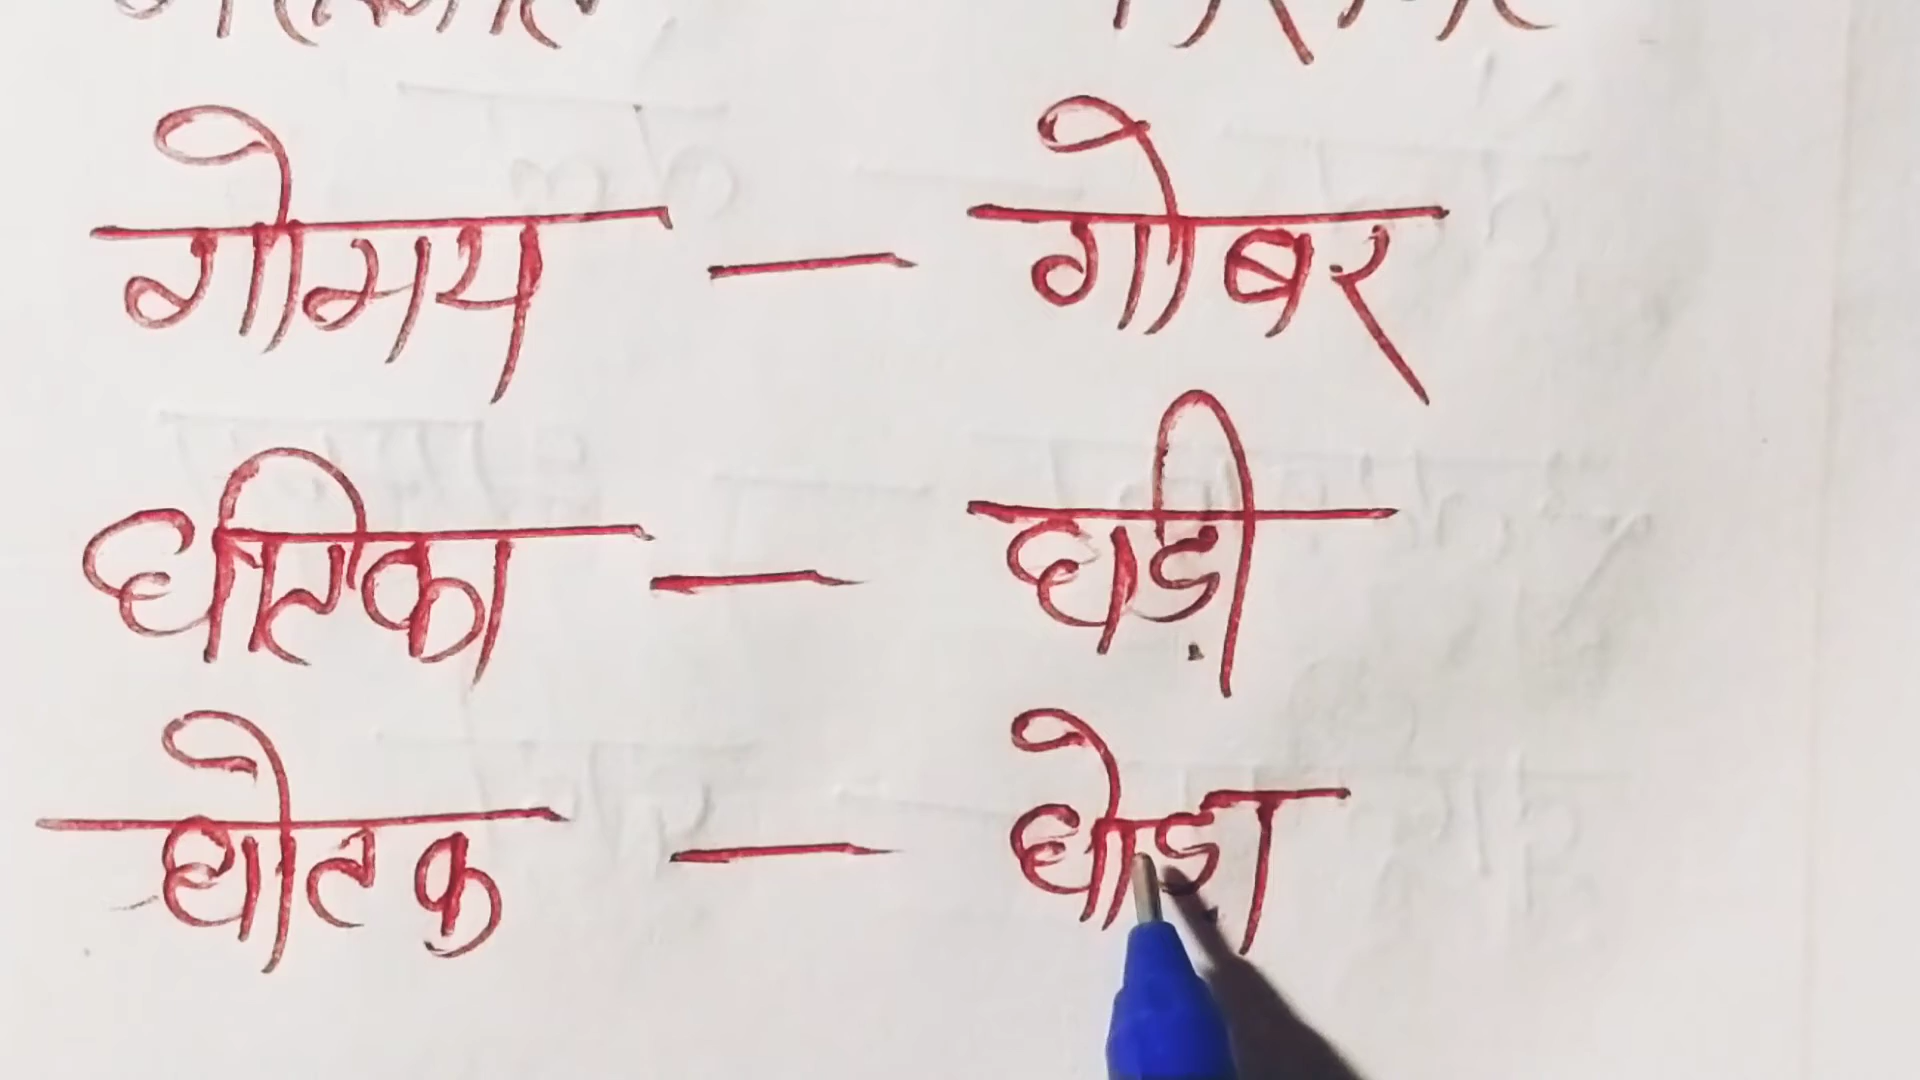 गोमय — गोबर
घटिका — घड़ी
घोटक — घोड़ा